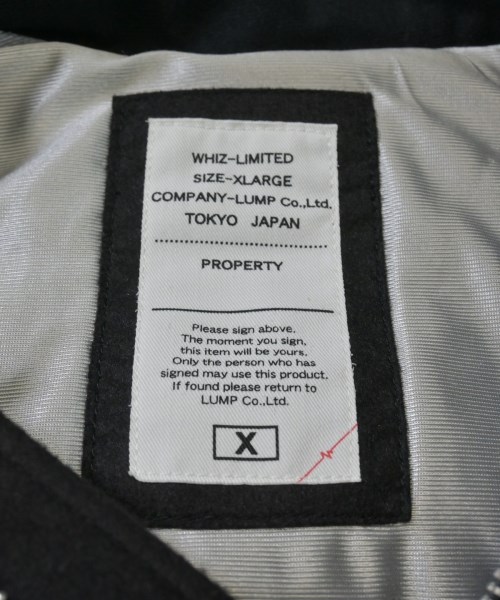 WHIZ-LIMITED
SIZE-XLARGE
COMPANY-LUMP Co.,Ltd.
TOKYO JAPAN
PROPERTY
Please sign above.
The moment you sign,
this item will be yours.
Only the person who has
signed may use this product.
If found please return to
LUMP Co.,Ltd.
X